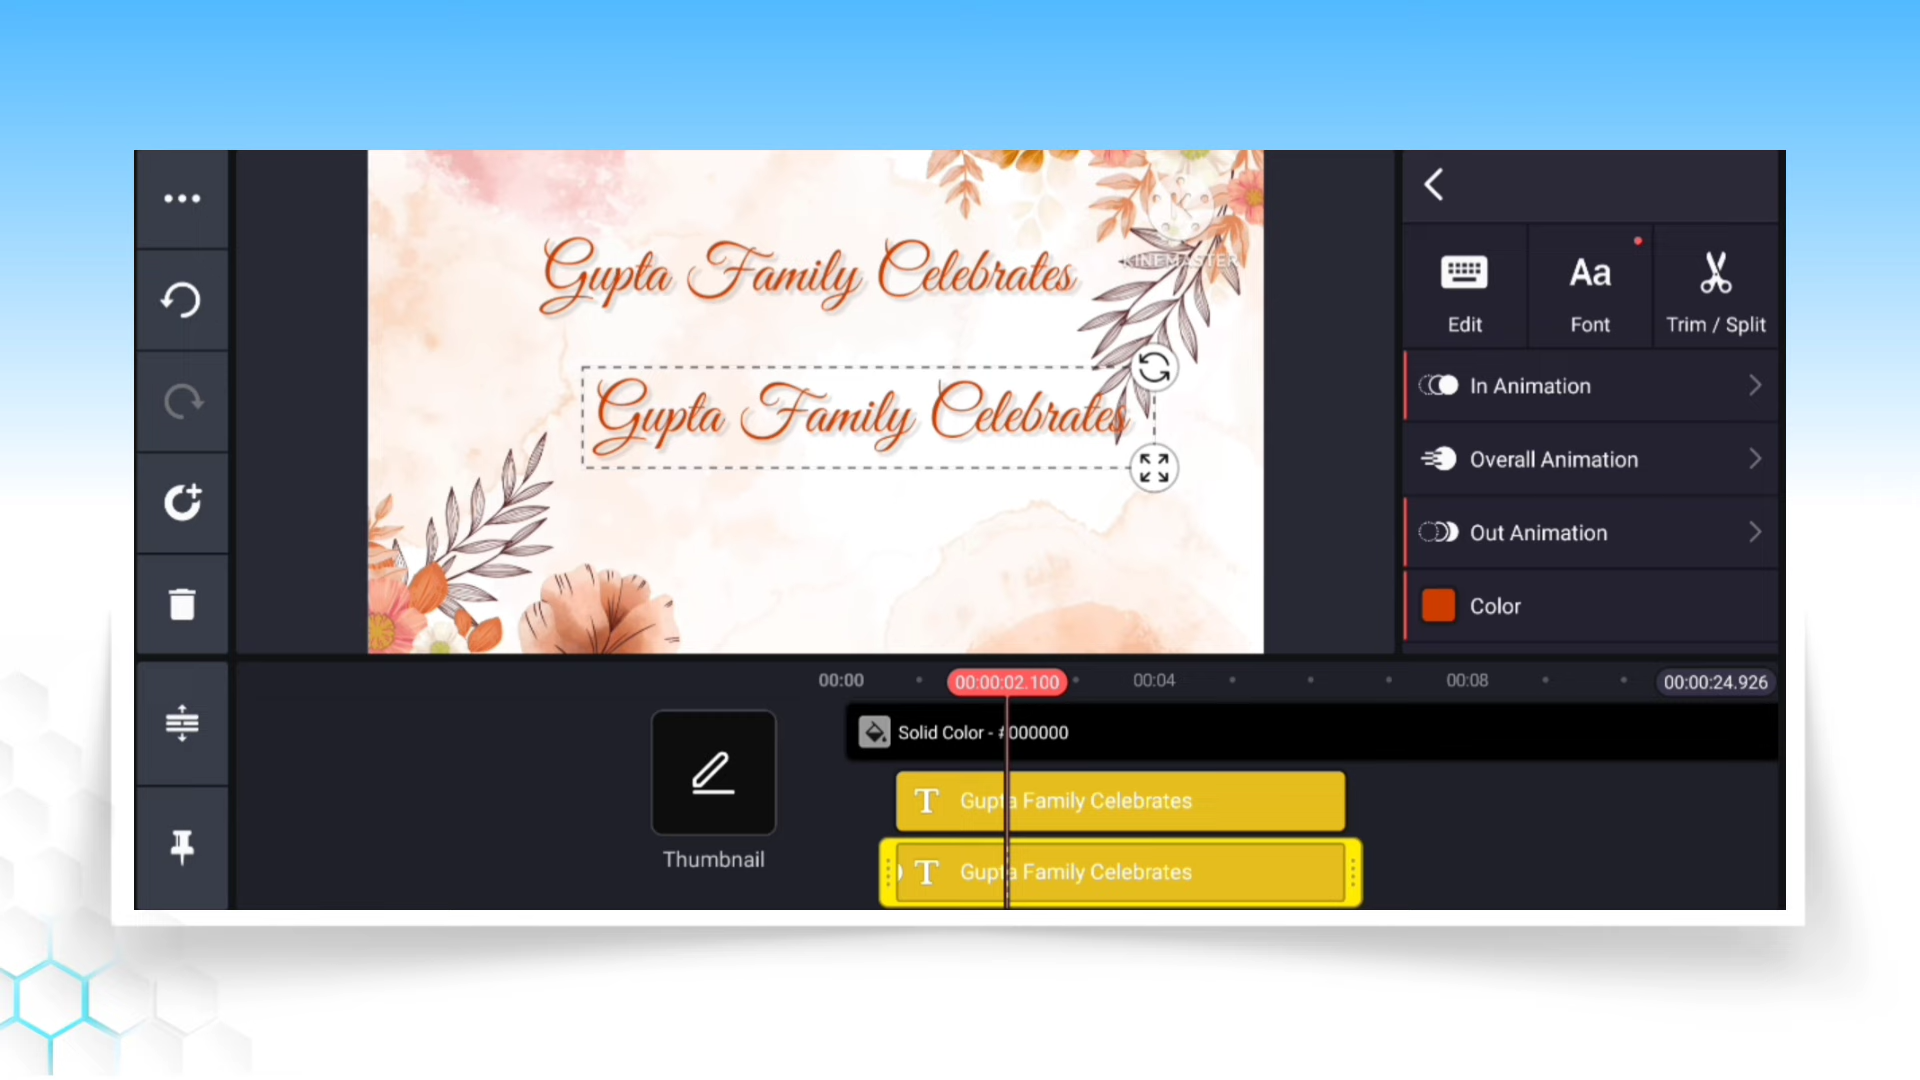 Gupta Family Celebrates
KINEMASTER
Gupta Family Celebrates
Edit
Font
Trim / Split
In Animation
Overall Animation
Out Animation
Color
00:00
00:00:02.100
00:04
00:08
00:00:24.926
Solid Color - #000000
Gupta Family Celebrates
Gupta Family Celebrates
Thumbnail